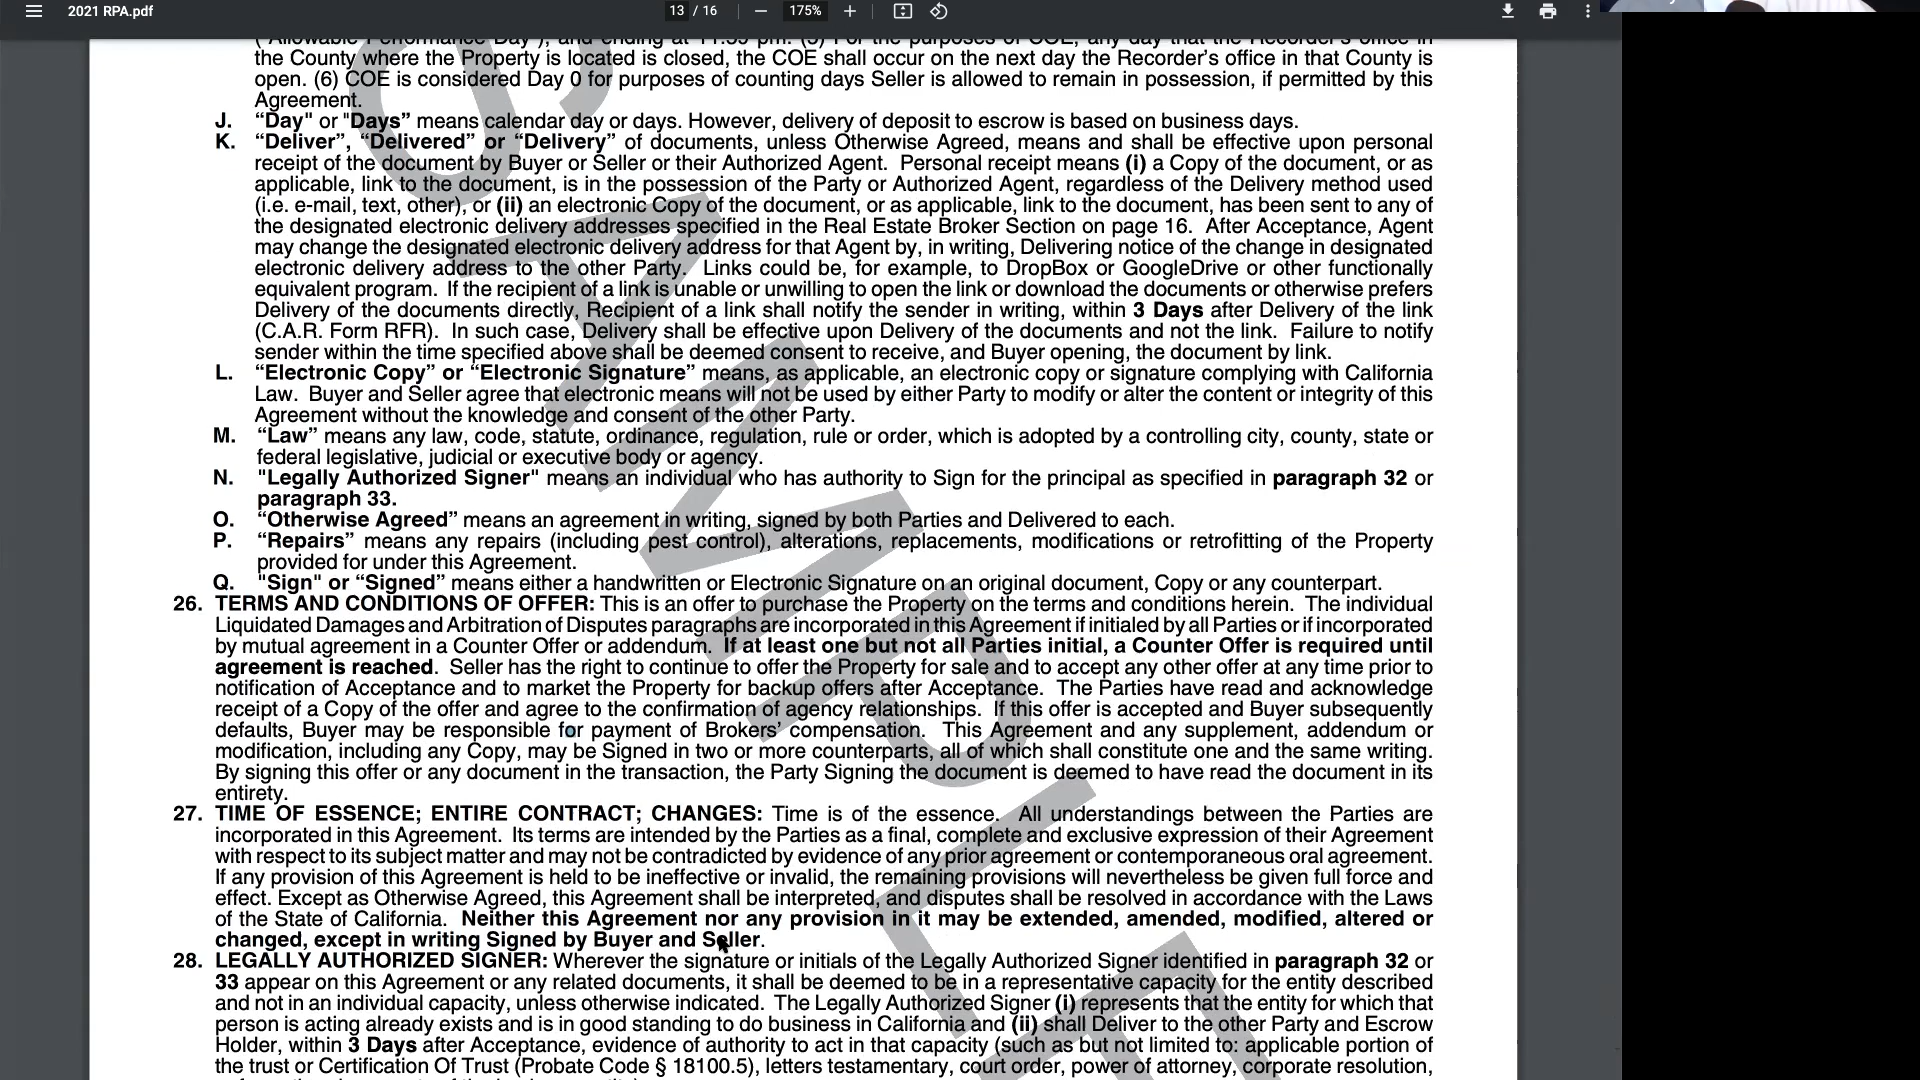 2021 RPA.pdf
13 / 16
175%
("Allowable Performance Day"), and ending at 11:59 pm. (5) For the purposes of COE, any day that the Recorder's office in
the County where the Property is located is closed, the COE shall occur on the next day the Recorder's office in that County is
open. (6) COE is considered Day 0 for purposes of counting days Seller is allowed to remain in possession, if permitted by this
Agreement.
J. “Day" or "Days” means calendar day or days. However, delivery of deposit to escrow is based on business days.
K. “Deliver”, “Delivered” or “Delivery” of documents, unless Otherwise Agreed, means and shall be effective upon personal
receipt of the document by Buyer or Seller or their Authorized Agent. Personal receipt means (i) a Copy of the document, or as
applicable, link to the document, is in the possession of the Party or Authorized Agent, regardless of the Delivery method used
(i.e. e-mail, text, other), or (ii) an electronic Copy of the document, or as applicable, link to the document, has been sent to any of
the designated electronic delivery addresses specified in the Real Estate Broker Section on page 16. After Acceptance, Agent
may change the designated electronic delivery address for that Agent by, in writing, Delivering notice of the change in designated
electronic delivery address to the other Party. Links could be, for example, to DropBox or GoogleDrive or other functionally
equivalent program. If the recipient of a link is unable or unwilling to open the link or download the documents or otherwise prefers
Delivery of the documents directly, Recipient of a link shall notify the sender in writing, within 3 Days after Delivery of the link
(C.A.R. Form RFR). In such case, Delivery shall be effective upon Delivery of the documents and not the link. Failure to notify
sender within the time specified above shall be deemed consent to receive, and Buyer opening, the document by link.
L. “Electronic Copy” or “Electronic Signature” means, as applicable, an electronic copy or signature complying with California
Law. Buyer and Seller agree that electronic means will not be used by either Party to modify or alter the content or integrity of this
Agreement without the knowledge and consent of the other Party.
M. “Law” means any law, code, statute, ordinance, regulation, rule or order, which is adopted by a controlling city, county, state or
federal legislative, judicial or executive body or agency.
N. "Legally Authorized Signer" means an individual who has authority to Sign for the principal as specified in paragraph 32 or
paragraph 33.
O. “Otherwise Agreed” means an agreement in writing, signed by both Parties and Delivered to each.
P. “Repairs” means any repairs (including pest control), alterations, replacements, modifications or retrofitting of the Property
provided for under this Agreement.
Q. "Sign" or “Signed” means either a handwritten or Electronic Signature on an original document, Copy or any counterpart.
26. TERMS AND CONDITIONS OF OFFER: This is an offer to purchase the Property on the terms and conditions herein. The individual
Liquidated Damages and Arbitration of Disputes paragraphs are incorporated in this Agreement if initialed by all Parties or if incorporated
by mutual agreement in a Counter Offer or addendum. If at least one but not all Parties initial, a Counter Offer is required until
agreement is reached. Seller has the right to continue to offer the Property for sale and to accept any other offer at any time prior to
notification of Acceptance and to market the Property for backup offers after Acceptance. The Parties have read and acknowledge
receipt of a Copy of the offer and agree to the confirmation of agency relationships. If this offer is accepted and Buyer subsequently
defaults, Buyer may be responsible for payment of Brokers’ compensation. This Agreement and any supplement, addendum or
modification, including any Copy, may be Signed in two or more counterparts, all of which shall constitute one and the same writing.
By signing this offer or any document in the transaction, the Party Signing the document is deemed to have read the document in its
entirety.
27. TIME OF ESSENCE; ENTIRE CONTRACT; CHANGES: Time is of the essence. All understandings between the Parties are
incorporated in this Agreement. Its terms are intended by the Parties as a final, complete and exclusive expression of their Agreement
with respect to its subject matter and may not be contradicted by evidence of any prior agreement or contemporaneous oral agreement.
If any provision of this Agreement is held to be ineffective or invalid, the remaining provisions will nevertheless be given full force and
effect. Except as Otherwise Agreed, this Agreement shall be interpreted, and disputes shall be resolved in accordance with the Laws
of the State of California. Neither this Agreement nor any provision in it may be extended, amended, modified, altered or
changed, except in writing Signed by Buyer and Seller.
28. LEGALLY AUTHORIZED SIGNER: Wherever the signature or initials of the Legally Authorized Signer identified in paragraph 32 or
33 appear on this Agreement or any related documents, it shall be deemed to be in a representative capacity for the entity described
and not in an individual capacity, unless otherwise indicated. The Legally Authorized Signer (i) represents that the entity for which that
person is acting already exists and is in good standing to do business in California and (ii) shall Deliver to the other Party and Escrow
Holder, within 3 Days after Acceptance, evidence of authority to act in that capacity (such as but not limited to: applicable portion of
the trust or Certification Of Trust (Probate Code § 18100.5), letters testamentary, court order, power of attorney, corporate resolution,
SAMPLE